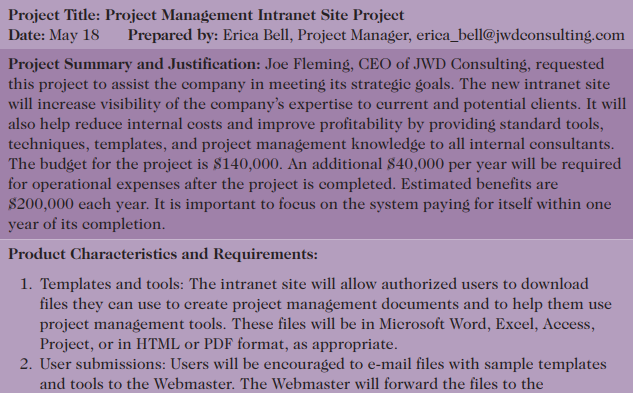 Project Title: Project Management Intranet Site Project
Date: May 18 Prepared by: Erica Bell, Project Manager, erica_bell@jwdconsulting.com
Project Summary and Justification: Joe Fleming, CEO of JWD Consulting, requested
this project to assist the company in meeting its strategic goals. The new intranet site
will increase visibility of the company's expertise to current and potential clients. It will
also help reduce internal costs and improve profitability by providing standard tools,
techniques, templates, and project management knowledge to all internal consultants.
The budget for the project is $140,000. An additional $40,000 per year will be required
for operational expenses after the project is completed. Estimated benefits are
$200,000 each year. It is important to focus on the system paying for itself within one
year of its completion.
Product Characteristics and Requirements:
1. Templates and tools: The intranet site will allow authorized users to download
files they can use to create project management documents and to help them use
project management tools. These files will be in Microsoft Word, Excel, Access,
Project, or in HTML or PDF format, as appropriate.
2. User submissions: Users will be encouraged to e-mail files with sample templates
and tools to the Webmaster. The Webmaster will forward the files to the